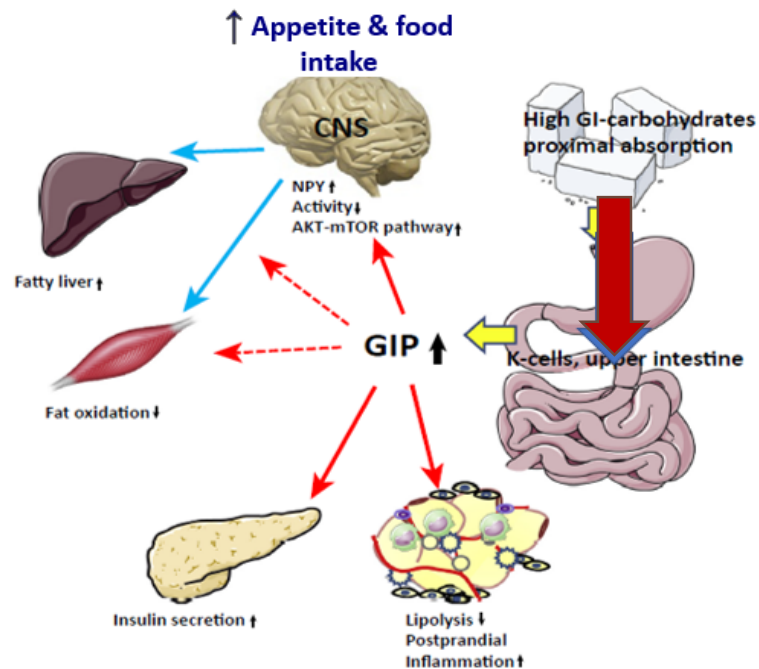 ↑ Appetite & food
intake
CNS
High GI-carbohydrates
proximal absorption
NPY↑
Activity↓
AKT-mTOR pathway↑
Fatty liver↑
GIP ↑
K-cells, upper intestine
Fat oxidation↓
Insulin secretion↑
Lipolysis↓
Postprandial
Inflammation↑